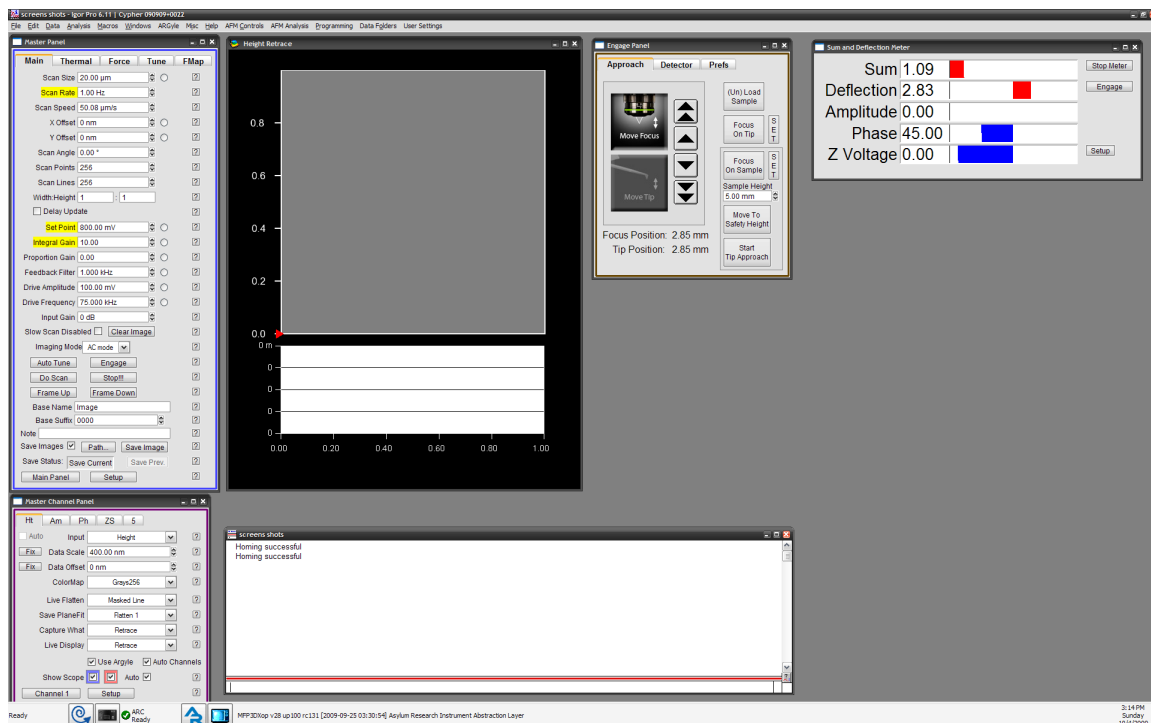 screens shots - Igor Pro 6.11 | Cypher 090909+0022
File Edit Data Analysis Macros Windows ARGyle Misc Help AFM Controls AFM Analysis Programming Data Folders User Settings
Master Panel
Main Thermal Force Tune FMap
Scan Size 20.00 µm ?
Scan Rate 1.00 Hz ?
Scan Speed 50.08 µm/s ?
X Offset 0 nm ?
Y Offset 0 nm ?
Scan Angle 0.00 ° ?
Scan Points 256 ?
Scan Lines 256 ?
Width:Height 1 : 1 ?
Delay Update ?
Set Point 800.00 mV ?
Integral Gain 10.00 ?
Proportion Gain 0.00 ?
Feedback Filter 1.000 kHz ?
Drive Amplitude 100.00 mV ?
Drive Frequency 75.000 kHz ?
Input Gain 0 dB ?
Slow Scan Disabled Clear Image ?
Imaging Mode AC mode ?
Auto Tune Engage ?
Do Scan Stop!!! ?
Frame Up Frame Down ?
Base Name Image ?
Base Suffix 0000 ?
Note ?
Save Images Path... Save Image ?
Save Status: Save Current Save Prev. ?
Main Panel Setup ?
Height Retrace
0.8
0.6
0.4
0.2
0.0
0 m
0
0
0
0
0.00 0.20 0.40 0.60 0.80 1.00
Engage Panel
Approach Detector Prefs
Move Focus
Move Tip
(Un) Load
Sample
Focus
On Tip
SET
Focus
On Sample
SET
Sample Height
5.00 mm
Move To
Safety Height
Start
Tip Approach
Focus Position: 2.85 mm
Tip Position: 2.85 mm
Sum and Deflection Meter
Sum 1.09 Stop Meter
Deflection 2.83 Engage
Amplitude 0.00
Phase 45.00
Z Voltage 0.00 Setup
Master Channel Panel
Ht Am Ph ZS 5
Auto Input Height ?
Fix Data Scale 400.00 nm ?
Fix Data Offset 0 nm ?
ColorMap Grays256 ?
Live Flatten Masked Line ?
Save PlaneFit Flatten 1 ?
Capture What Retrace ?
Live Display Retrace ?
Use Argyle Auto Channels
Show Scope Auto ?
Channel 1 Setup ?
screens shots
Homing successful
Homing successful
?
Ready
ARC
Ready
MFP3DXop v28 up100 rc131 [2009-09-25 03:30:54] Asylum Research Instrument Abstraction Layer
3:14 PM
Sunday